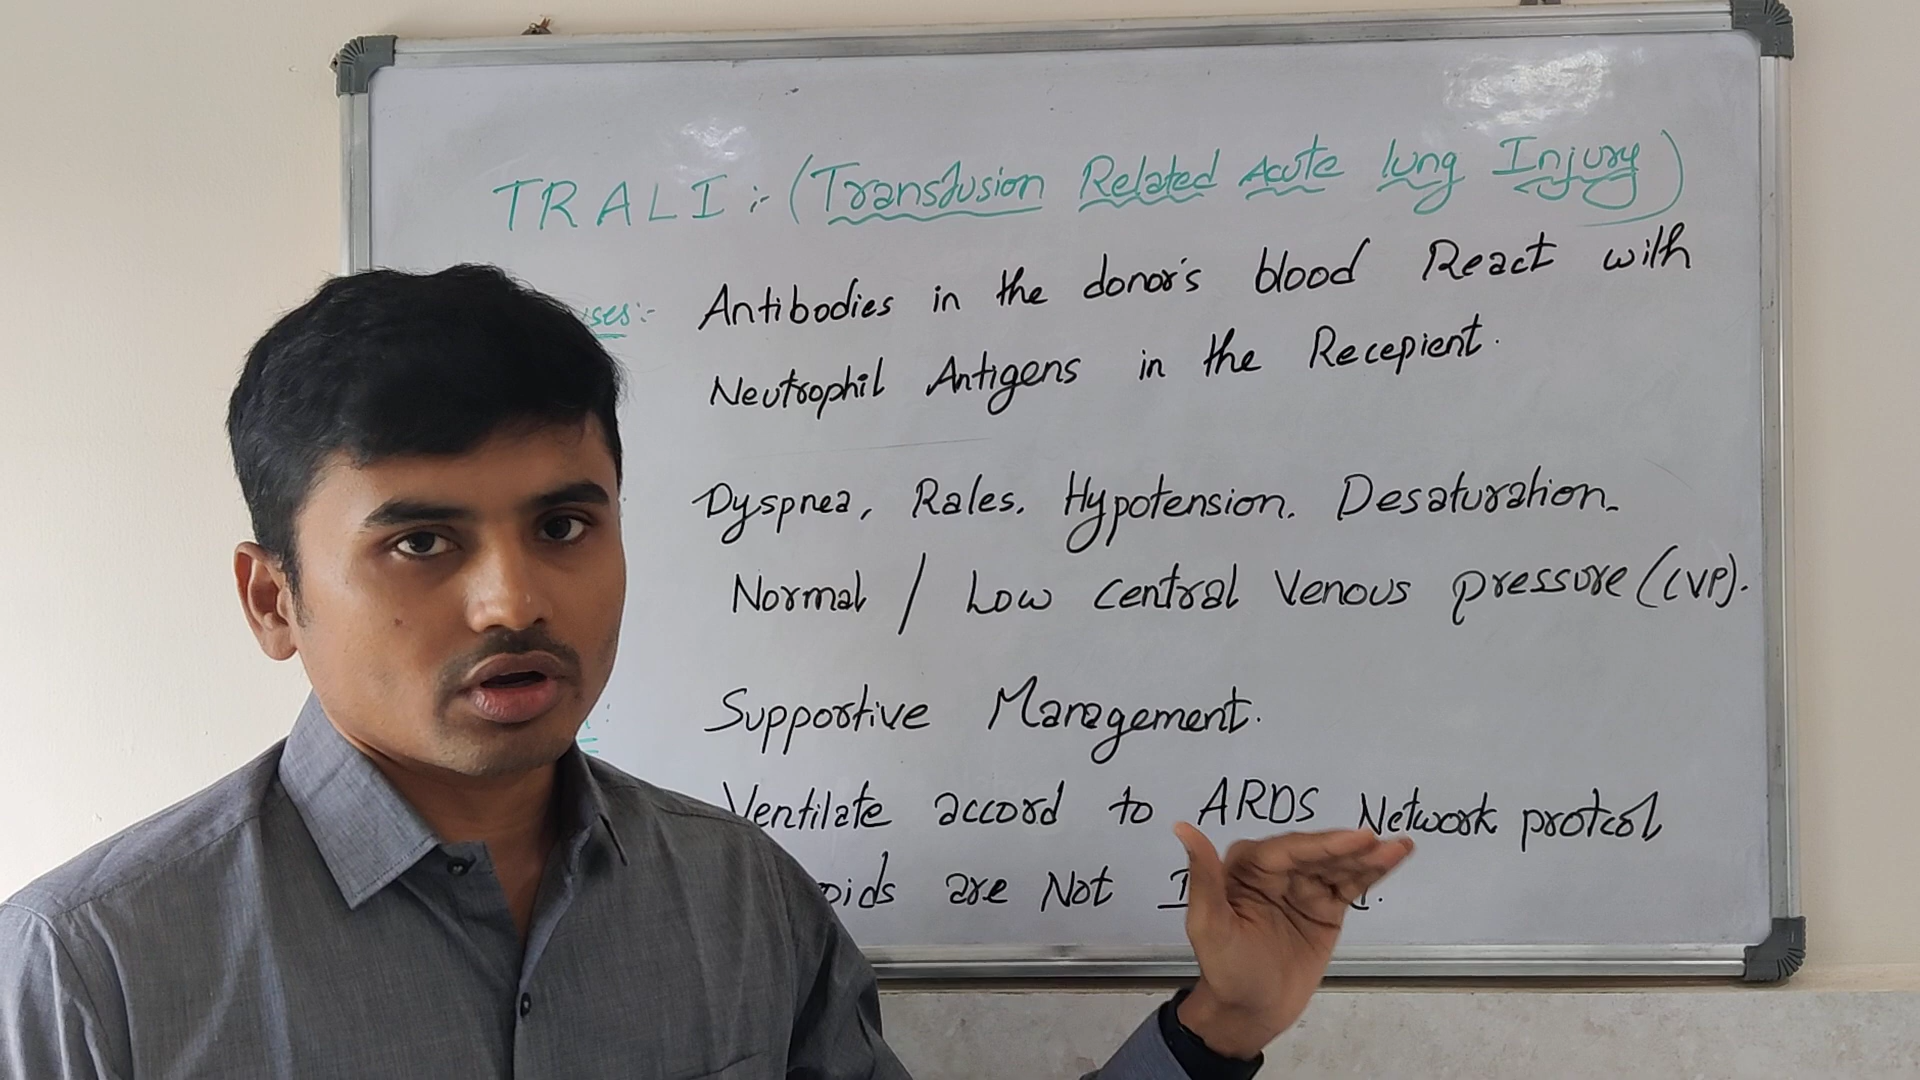 TRALI :- (Transfusion Related Acute lung Injury)
Antibodies in the donor's blood React with
Neutrophil Antigens in the Recepient.
Dyspnea, Rales. Hypotension. Desaturation.
Normal / Low central Venous pressure (CVP).
Supportive Management.
Ventilate accord to ARDS Network protcol
are Not